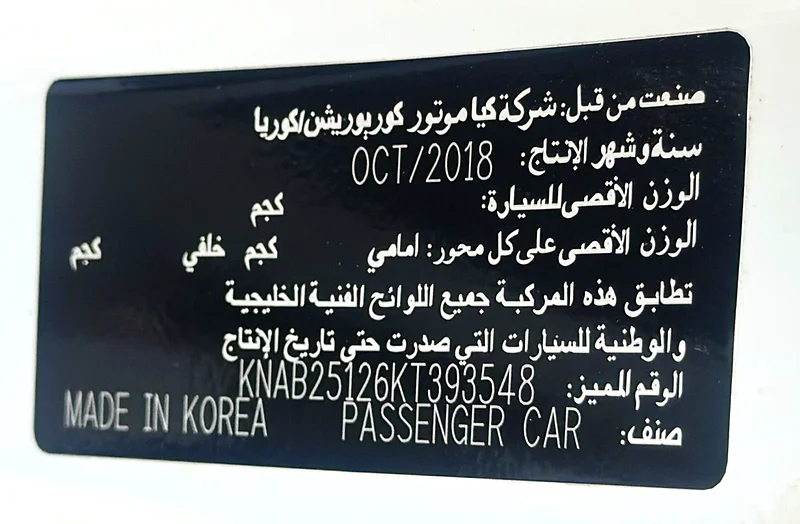 صنعت من قبل: شركة كيا موتور كوربوريشن/كوريا
سنة وشهر الإنتاج: OCT/2018
الوزن الأقصى للسيارة: كجم
الوزن الأقصى على كل محور: امامي كجم خلفي كجم
تطابق هذه المركبة جميع اللوائح الفنية الخليجية
والوطنية للسيارات التي صدرت حتى تاريخ الإنتاج
الرقم المميز: KNAB25126KT393548
صنف: PASSENGER CAR MADE IN KOREA